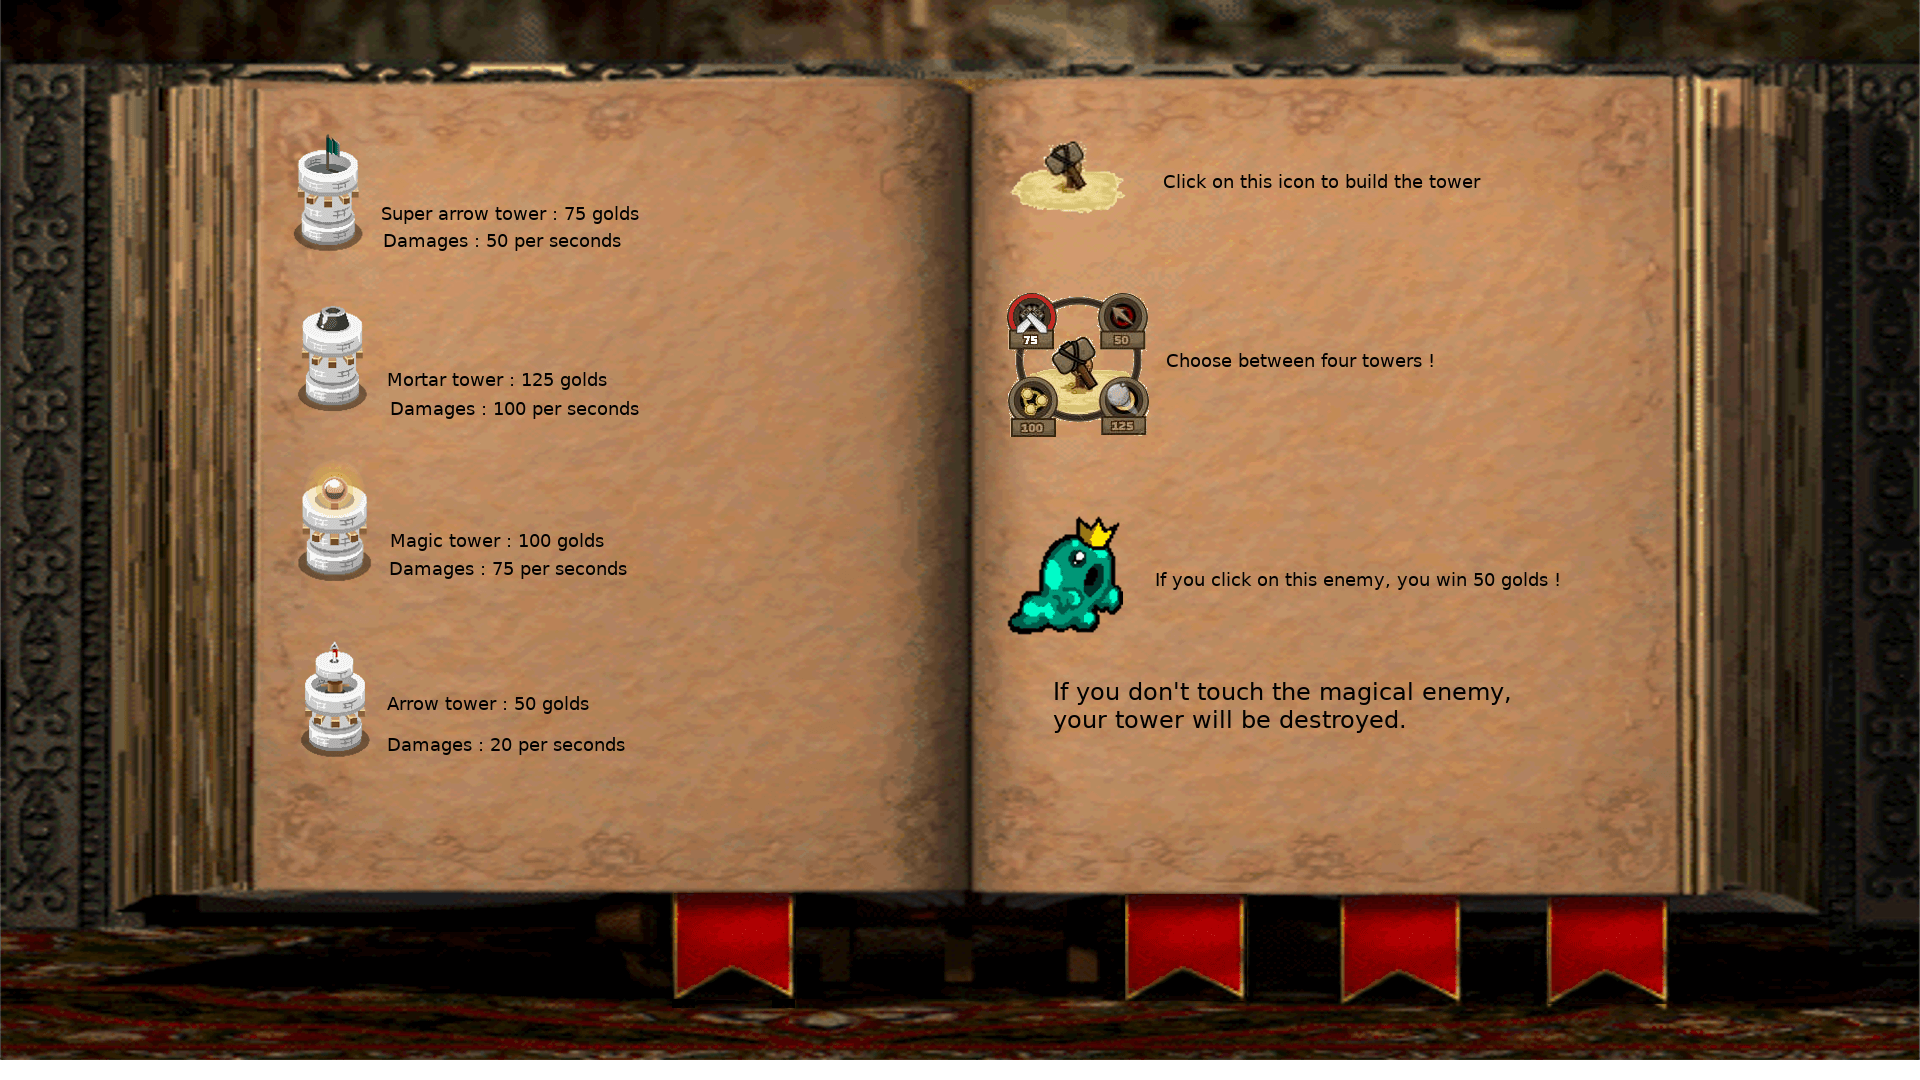 Super arrow tower : 75 golds
Damages : 50 per seconds
Mortar tower : 125 golds
Damages : 100 per seconds
Magic tower : 100 golds
Damages : 75 per seconds
Arrow tower : 50 golds
Damages : 20 per seconds
Click on this icon to build the tower
75 50
Choose between four towers !
100 125
If you click on this enemy, you win 50 golds !
If you don't touch the magical enemy,
your tower will be destroyed.